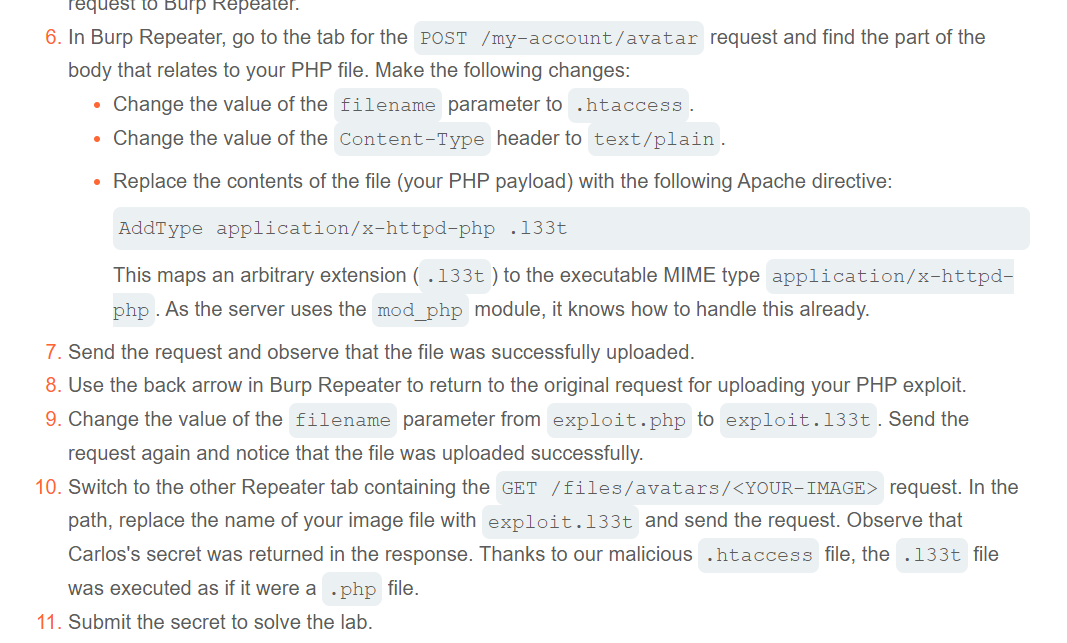 request to Burp Repeater.
6. In Burp Repeater, go to the tab for the POST /my-account/avatar request and find the part of the
body that relates to your PHP file. Make the following changes:
• Change the value of the filename parameter to .htaccess.
• Change the value of the Content-Type header to text/plain.
• Replace the contents of the file (your PHP payload) with the following Apache directive:
AddType application/x-httpd-php .l33t
This maps an arbitrary extension (.l33t) to the executable MIME type application/x-httpd-
php. As the server uses the mod_php module, it knows how to handle this already.
7. Send the request and observe that the file was successfully uploaded.
8. Use the back arrow in Burp Repeater to return to the original request for uploading your PHP exploit.
9. Change the value of the filename parameter from exploit.php to exploit.l33t. Send the
request again and notice that the file was uploaded successfully.
10. Switch to the other Repeater tab containing the GET /files/avatars/<YOUR-IMAGE> request. In the
path, replace the name of your image file with exploit.l33t and send the request. Observe that
Carlos's secret was returned in the response. Thanks to our malicious .htaccess file, the .l33t file
was executed as if it were a .php file.
11. Submit the secret to solve the lab.